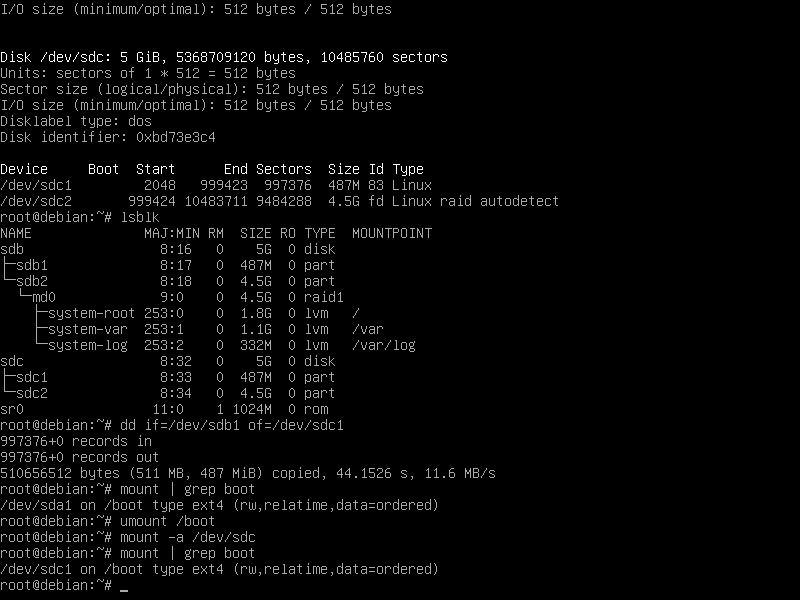 I/O size (minimum/optimal): 512 bytes / 512 bytes
Disk /dev/sdc: 5 GiB, 5368709120 bytes, 10485760 sectors
Units: sectors of 1 * 512 = 512 bytes
Sector size (logical/physical): 512 bytes / 512 bytes
I/O size (minimum/optimal): 512 bytes / 512 bytes
Disklabel type: dos
Disk identifier: 0xbd73e3c4
Device     Boot  Start      End Sectors  Size Id Type
/dev/sdc1         2048   999423  997376  487M 83 Linux
/dev/sdc2       999424 10483711 9484288  4.5G fd Linux raid autodetect
root@debian:~# lsblk
NAME              MAJ:MIN RM  SIZE RO TYPE  MOUNTPOINT
sdb                 8:16   0    5G  0 disk
├─sdb1              8:17   0  487M  0 part
└─sdb2              8:18   0  4.5G  0 part
  └─md0             9:0    0  4.5G  0 raid1
    ├─system-root 253:0    0  1.8G  0 lvm   /
    ├─system-var  253:1    0  1.1G  0 lvm   /var
    └─system-log  253:2    0  332M  0 lvm   /var/log
sdc                 8:32   0    5G  0 disk
├─sdc1              8:33   0  487M  0 part
└─sdc2              8:34   0  4.5G  0 part
sr0                11:0    1 1024M  0 rom
root@debian:~# dd if=/dev/sdb1 of=/dev/sdc1
997376+0 records in
997376+0 records out
510656512 bytes (511 MB, 487 MiB) copied, 44.1526 s, 11.6 MB/s
root@debian:~# mount | grep boot
/dev/sda1 on /boot type ext4 (rw,relatime,data=ordered)
root@debian:~# umount /boot
root@debian:~# mount -a /dev/sdc
root@debian:~# mount | grep boot
/dev/sdc1 on /boot type ext4 (rw,relatime,data=ordered)
root@debian:~# _